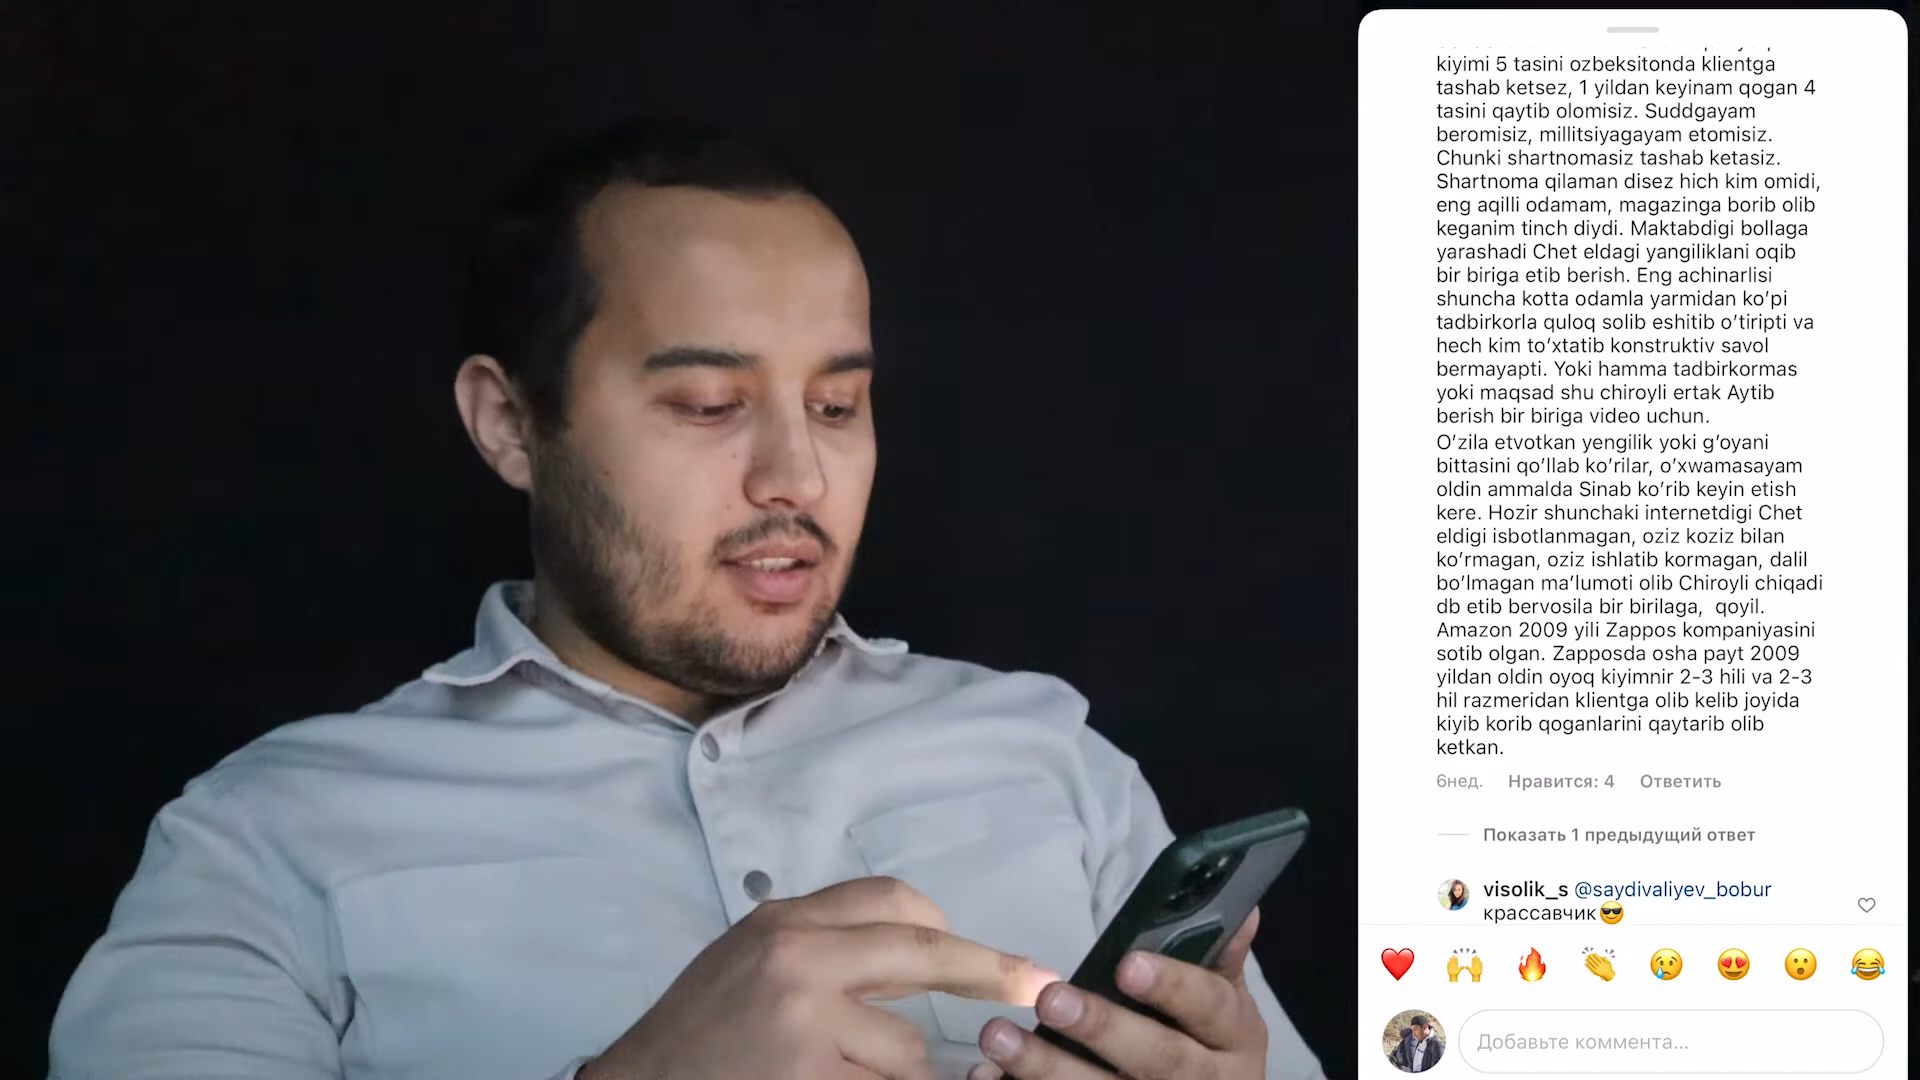 kiyimi 5 tasini ozbeksitonda klientga
tashab ketsez, 1 yildan keyinam qogan 4
tasini qaytib olomisiz. Suddgayam
beromisiz, millitsiyagayam etomisiz.
Chunki shartnomasiz tashab ketasiz.
Shartnoma qilaman disez hich kim omidi,
eng aqilli odamam, magazinga borib olib
keganim tinch diydi. Maktabdigi bollaga
yarashadi Chet eldagi yangiliklani oqib
bir biriga etib berish. Eng achinarlisi
shuncha kotta odamla yarmidan ko’pi
tadbirkorla quloq solib eshitib o’tiripti va
hech kim to’xtatib konstruktiv savol
bermayapti. Yoki hamma tadbirkormas
yoki maqsad shu chiroyli ertak Aytib
berish bir biriga video uchun.
O’zila etvotkan yengilik yoki g’oyani
bittasini qo’llab ko’rilar, o’xwamasayam
oldin ammalda Sinab ko’rib keyin etish
kere. Hozir shunchaki internetdigi Chet
eldigi isbotlanmagan, oziz koziz bilan
ko’rmagan, oziz ishlatib kormagan, dalil
bo’lmagan ma’lumoti olib Chiroyli chiqadi
db etib bervosila bir birilaga,  qoyil.
Amazon 2009 yili Zappos kompaniyasini
sotib olgan. Zapposda osha payt 2009
yildan oldin oyoq kiyimnir 2-3 hili va 2-3
hil razmeridan klientga olib kelib joyida
kiyib korib qoganlarini qaytarib olib
ketkan.
6нед. Нравится: 4 Ответить
Показать 1 предыдущий ответ
visolik_s @saydivaliyev_bobur
крассавчик😎
❤️ 🙌 🔥 👏 😢 😍 😮 😂
Добавьте коммента...